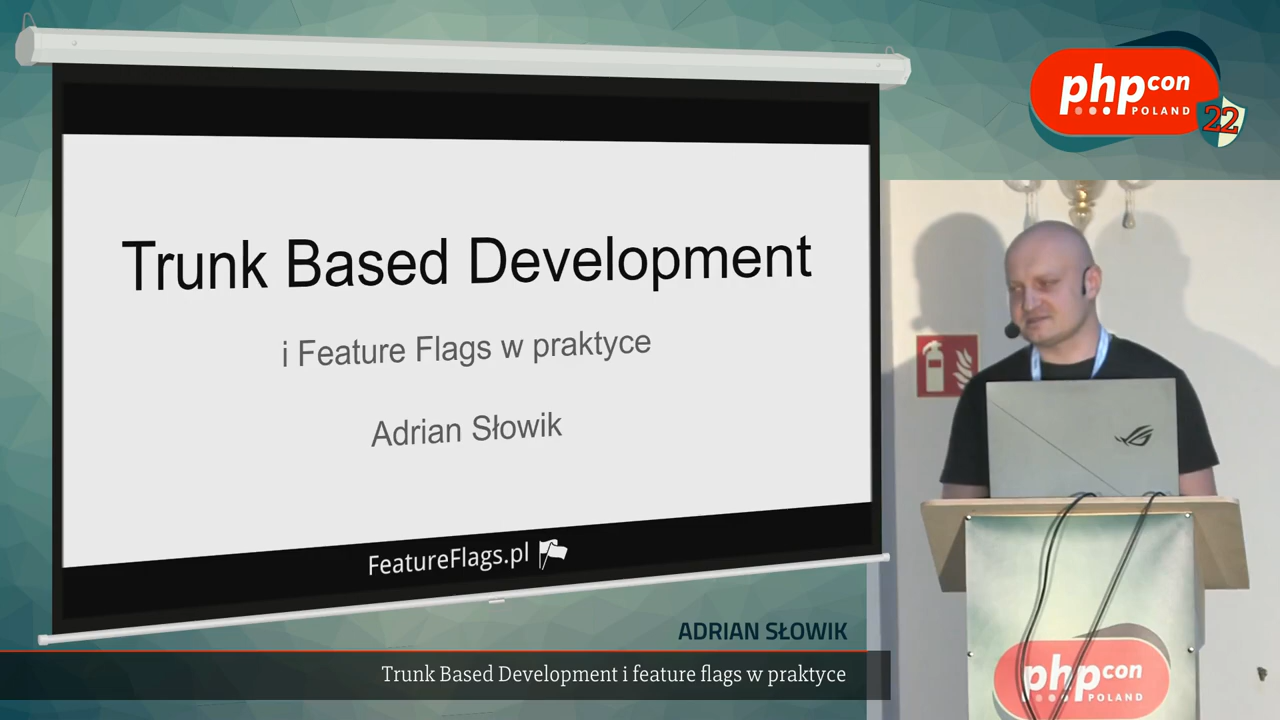 Trunk Based Development
i Feature Flags w praktyce
Adrian Słowik
FeatureFlags.pl
php con
POLAND
22
ADRIAN SŁOWIK
Trunk Based Development i feature flags w praktyce
php con
POLAND